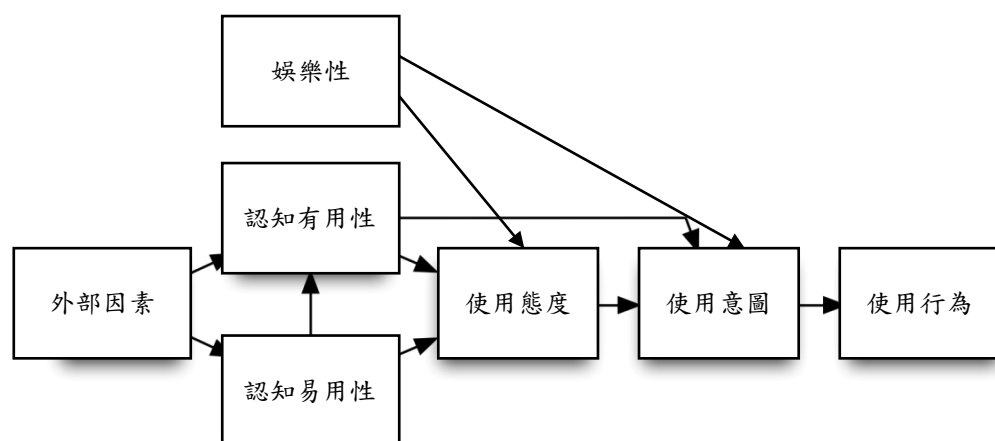 娛樂性
認知有用性
外部因素
使用態度
使用意圖
使用行為
認知易用性